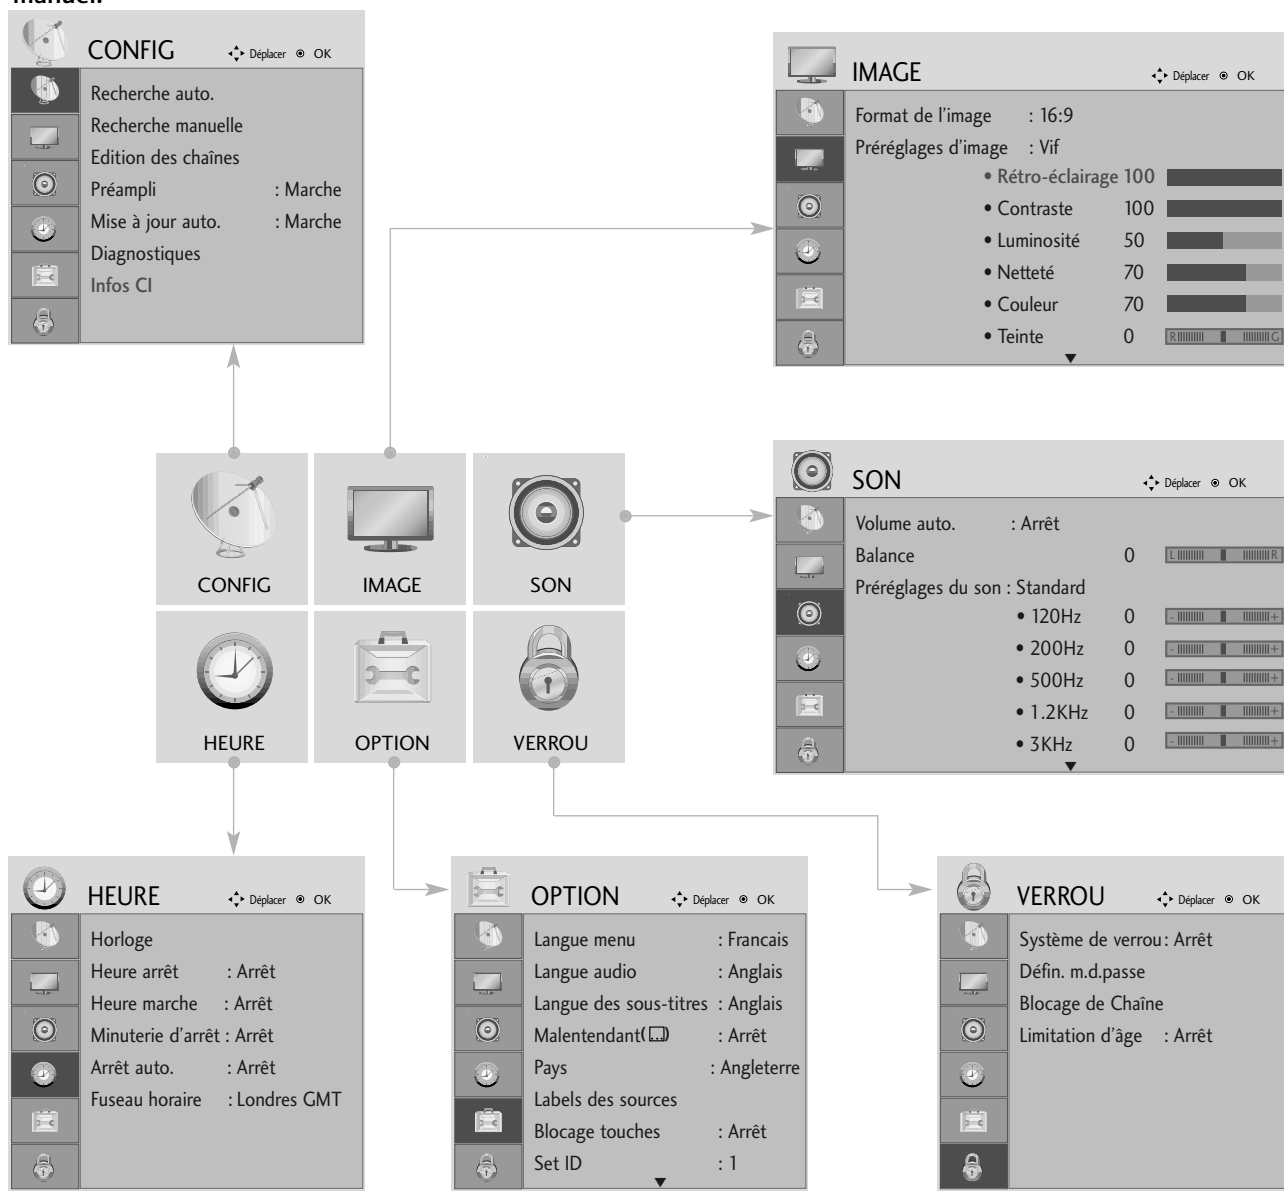 manuel.
CONFIG Déplacer OK
Recherche auto.
Recherche manuelle
Edition des chaînes
Préampli : Marche
Mise à jour auto. : Marche
Diagnostiques
Infos CI
IMAGE Déplacer OK
Format de l'image : 16:9
Préréglages d'image : Vif
• Rétro-éclairage 100
• Contraste 100
• Luminosité 50
• Netteté 70
• Couleur 70
• Teinte 0 R G
CONFIG IMAGE SON
HEURE OPTION VERROU
SON Déplacer OK
Volume auto. : Arrêt
Balance 0 L R
Préréglages du son : Standard
• 120Hz 0 - +
• 200Hz 0 - +
• 500Hz 0 - +
• 1.2KHz 0 - +
• 3KHz 0 - +
HEURE Déplacer OK
Horloge
Heure arrêt : Arrêt
Heure marche : Arrêt
Minuterie d'arrêt : Arrêt
Arrêt auto. : Arrêt
Fuseau horaire : Londres GMT
OPTION Déplacer OK
Langue menu : Francais
Langue audio : Anglais
Langue des sous-titres : Anglais
Malentendant( ) : Arrêt
Pays : Angleterre
Labels des sources
Blocage touches : Arrêt
Set ID : 1
VERROU Déplacer OK
Système de verrou : Arrêt
Défin. m.d.passe
Blocage de Chaîne
Limitation d'âge : Arrêt